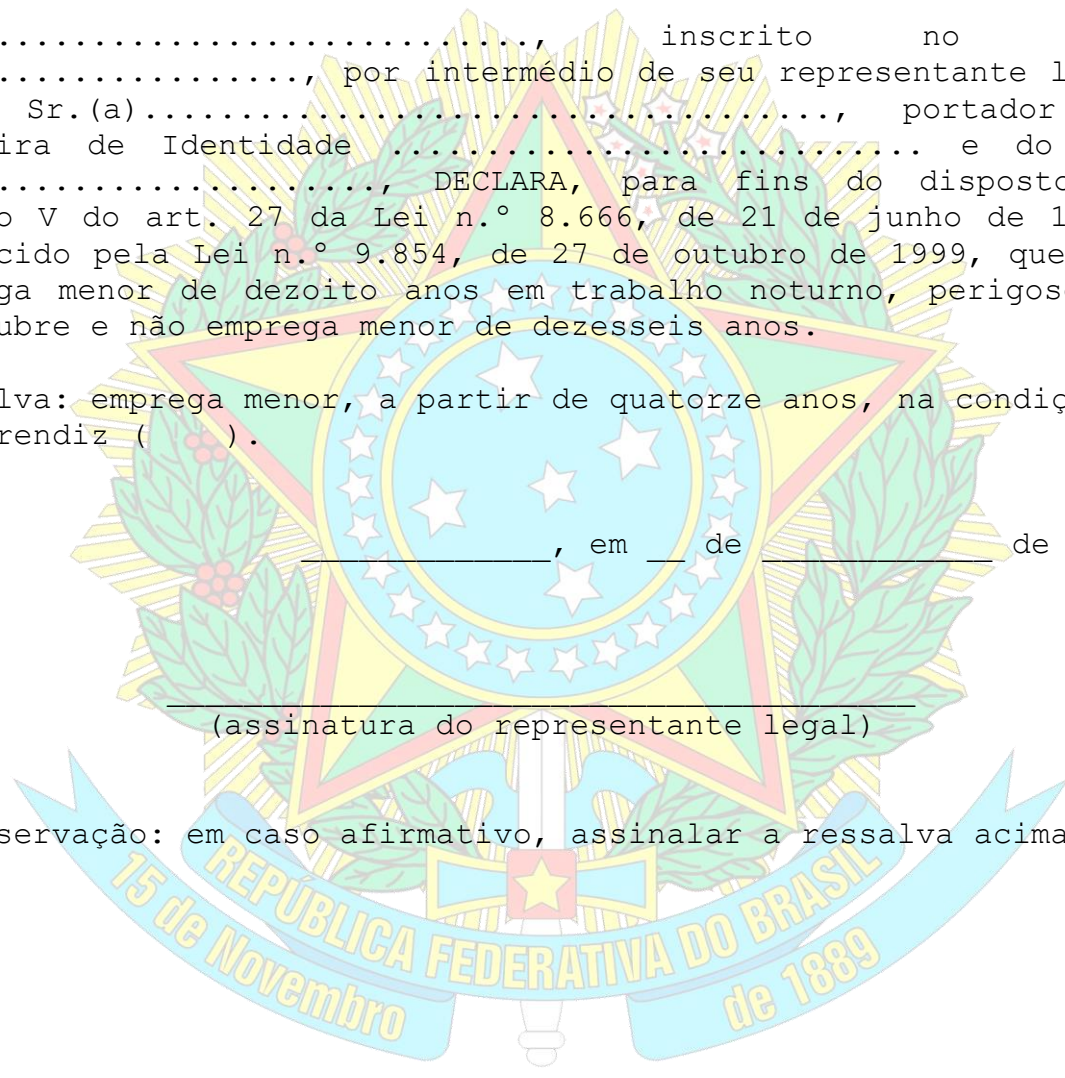 ............................, inscrito no
................, por intermédio de seu representante l
Sr.(a)...................................., portador
ira de Identidade ............................ e do
...................., DECLARA, para fins do disposto
o V do art. 27 da Lei n.º 8.666, de 21 de junho de 1
cido pela Lei n.º 9.854, de 27 de outubro de 1999, que
ga menor de dezoito anos em trabalho noturno, perigos
ubre e não emprega menor de dezesseis anos.
lva: emprega menor, a partir de quatorze anos, na condiç
rendiz ( ).
_____________, em __ de ____________ de
_______________________________________
(assinatura do representante legal)
servação: em caso afirmativo, assinalar a ressalva acima
REPÚBLICA FEDERATIVA DO BRASIL
15 de Novembro de 1889